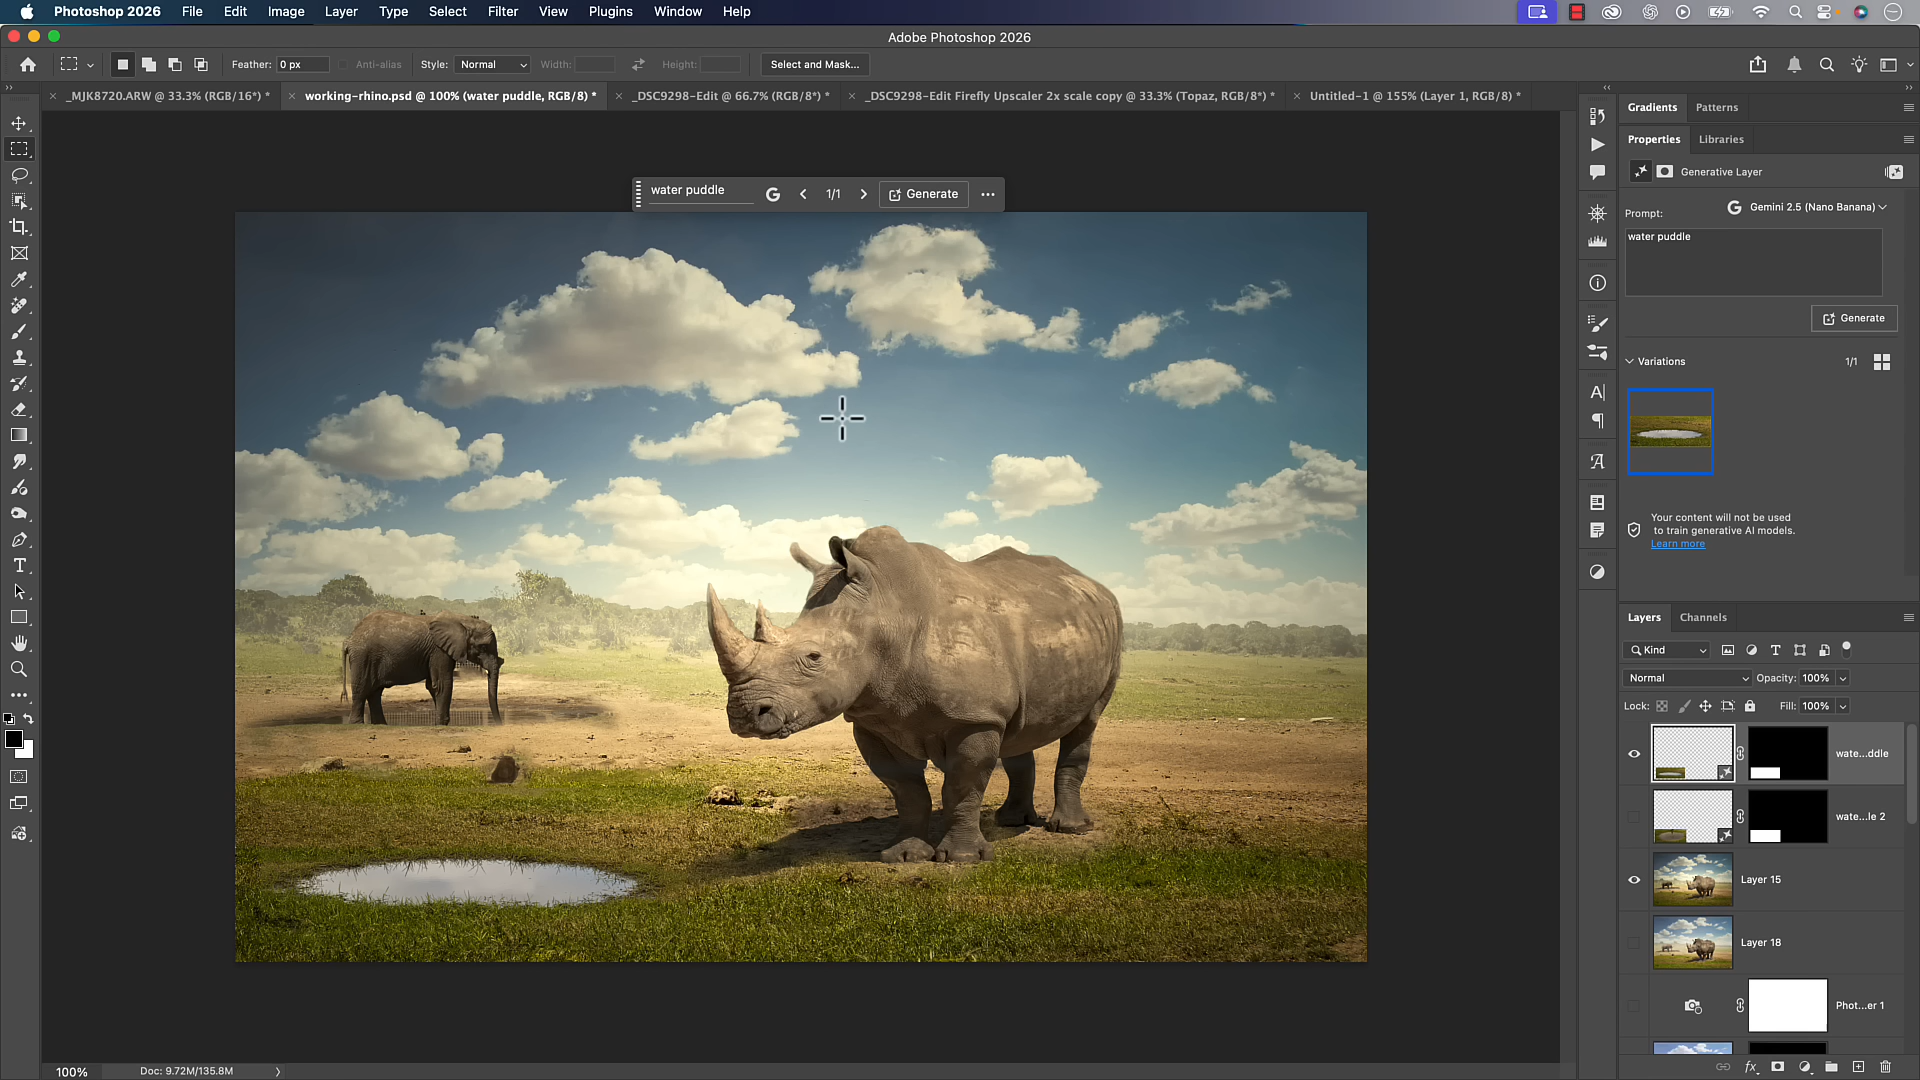 Photoshop 2026 File Edit Image Layer Type Select Filter View Plugins Window Help
Adobe Photoshop 2026
Feather: 0 px Anti-alias Style: Normal Width: Height: Select and Mask...
_MJK8720.ARW @ 33.3% (RGB/16*) * working-rhino.psd @ 100% (water puddle, RGB/8) * _DSC9298-Edit @ 66.7% (RGB/8*) * _DSC9298-Edit Firefly Upscaler 2x scale copy @ 33.3% (Topaz, RGB/8*) * Untitled-1 @ 155% (Layer 1, RGB/8) *
water puddle G 1/1 Generate
Gradients Patterns
Properties Libraries
Generative Layer
Prompt: G Gemini 2.5 (Nano Banana)
water puddle
Generate
Variations 1/1
Your content will not be used
to train generative AI models.
Learn more
Layers Channels
Kind
Normal Opacity: 100%
Lock: Fill: 100%
wate...ddle
wate...le 2
Layer 15
Layer 18
Phot...er 1
fx
100% Doc: 9.72M/135.8M